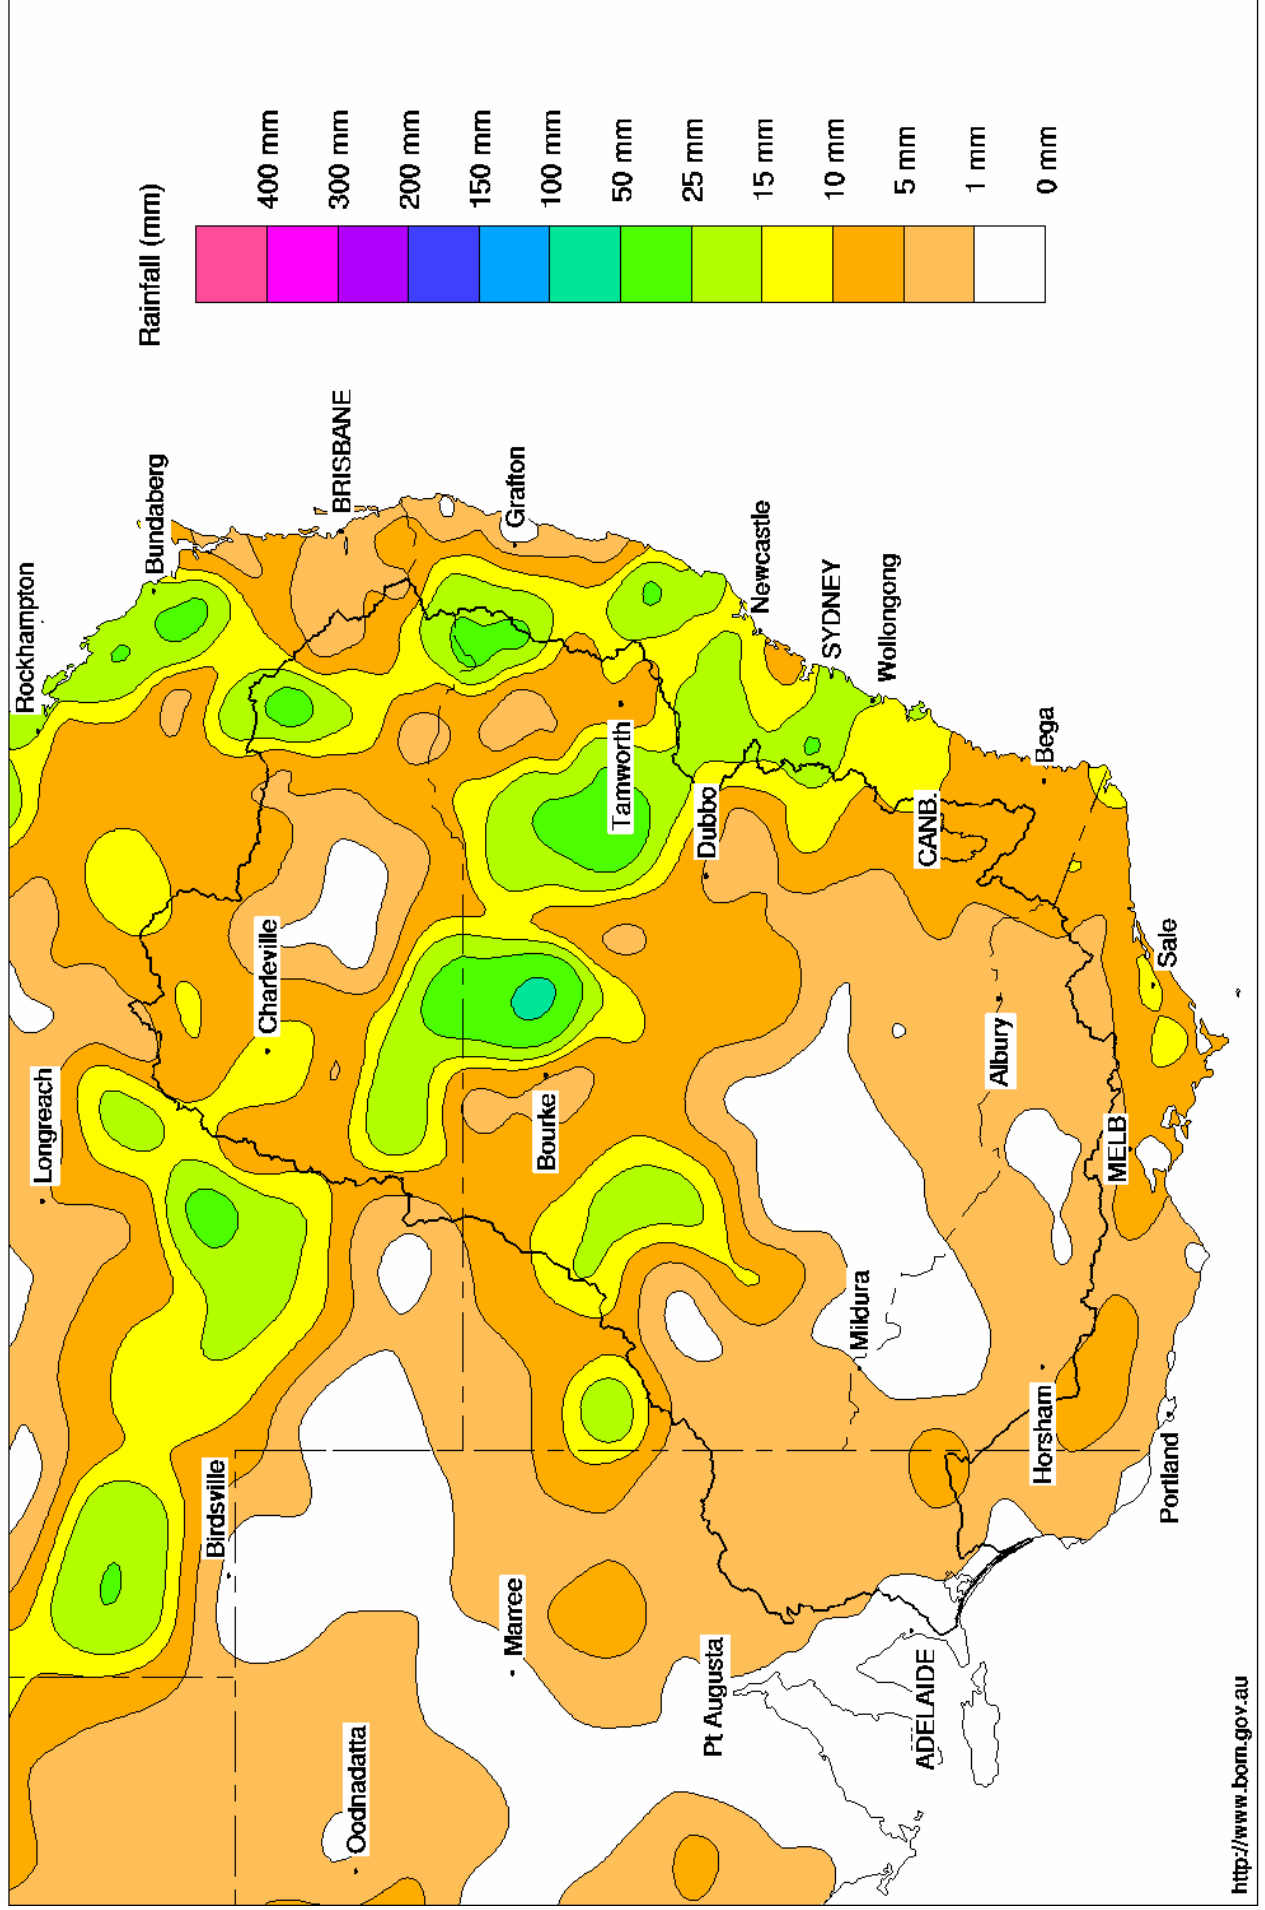 Rainfall (mm)
400 mm
300 mm
200 mm
150 mm
100 mm
50 mm
25 mm
15 mm
10 mm
5 mm
1 mm
0 mm
Rockhampton
Bundaberg
BRISBANE
Grafton
Newcastle
SYDNEY
Wollongong
Bega
Tamworth
Dubbo
CANB.
Longreach
Charleville
Bourke
Albury
Sale
MELB
Mildura
Horsham
Portland
Birdsville
Marree
Pt Augusta
ADELAIDE
Oodnadatta
http://www.bom.gov.au